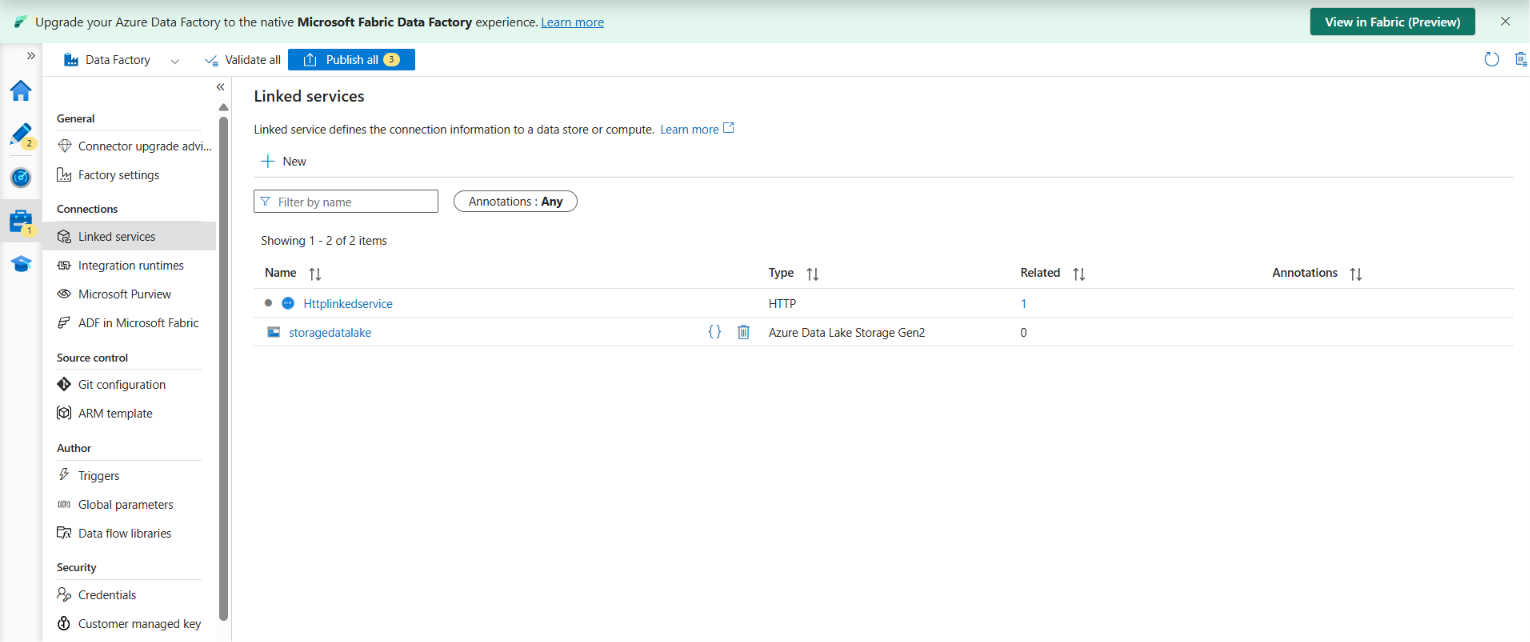 Upgrade your Azure Data Factory to the native Microsoft Fabric Data Factory experience. Learn more
View in Fabric (Preview)
Data Factory
Validate all
Publish all 3
General
Connector upgrade advi...
Factory settings
Connections
Linked services
Integration runtimes
Microsoft Purview
ADF in Microsoft Fabric
Source control
Git configuration
ARM template
Author
Triggers
Global parameters
Data flow libraries
Security
Credentials
Customer managed key
2
1
Linked services
Linked service defines the connection information to a data store or compute. Learn more
New
Filter by name
Annotations : Any
Showing 1 - 2 of 2 items
Name Type Related Annotations
Httplinkedservice HTTP 1
storagedatalake {} Azure Data Lake Storage Gen2 0